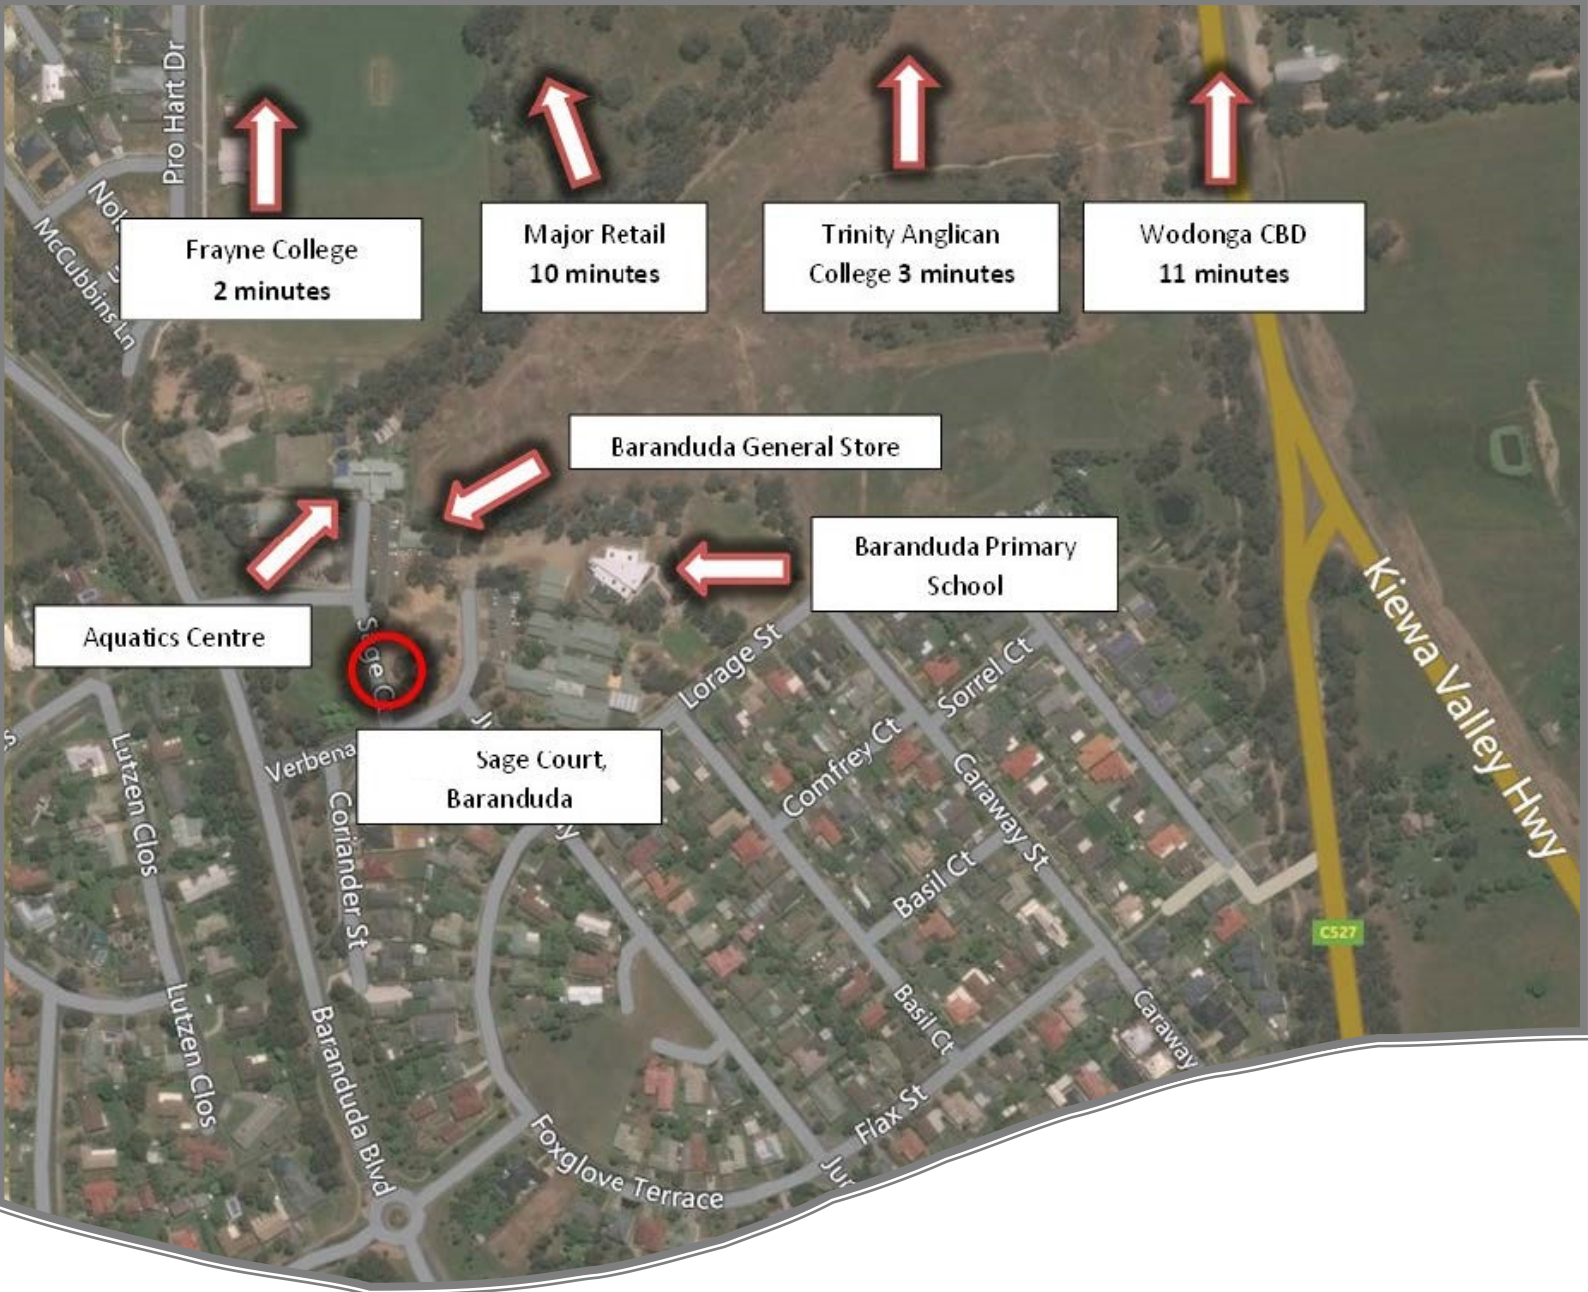 Pro Hart Dr
McCubbins Ln
Frayne College
2 minutes
Major Retail
10 minutes
Trinity Anglican
College 3 minutes
Wodonga CBD
11 minutes
Baranduda General Store
Baranduda Primary
School
Aquatics Centre
Sage Court,
Baranduda
Kiewa Valley Hwy
Lorage St
Sorrel Ct
Comfrey Ct
Caraway St
Basil Ct
Verbena
Coriander St
Lutzen Clos
Lutzen Clos
Baranduda Blvd
Basil Ct
Caraway
C527
Flax St
Foxglove Terrace